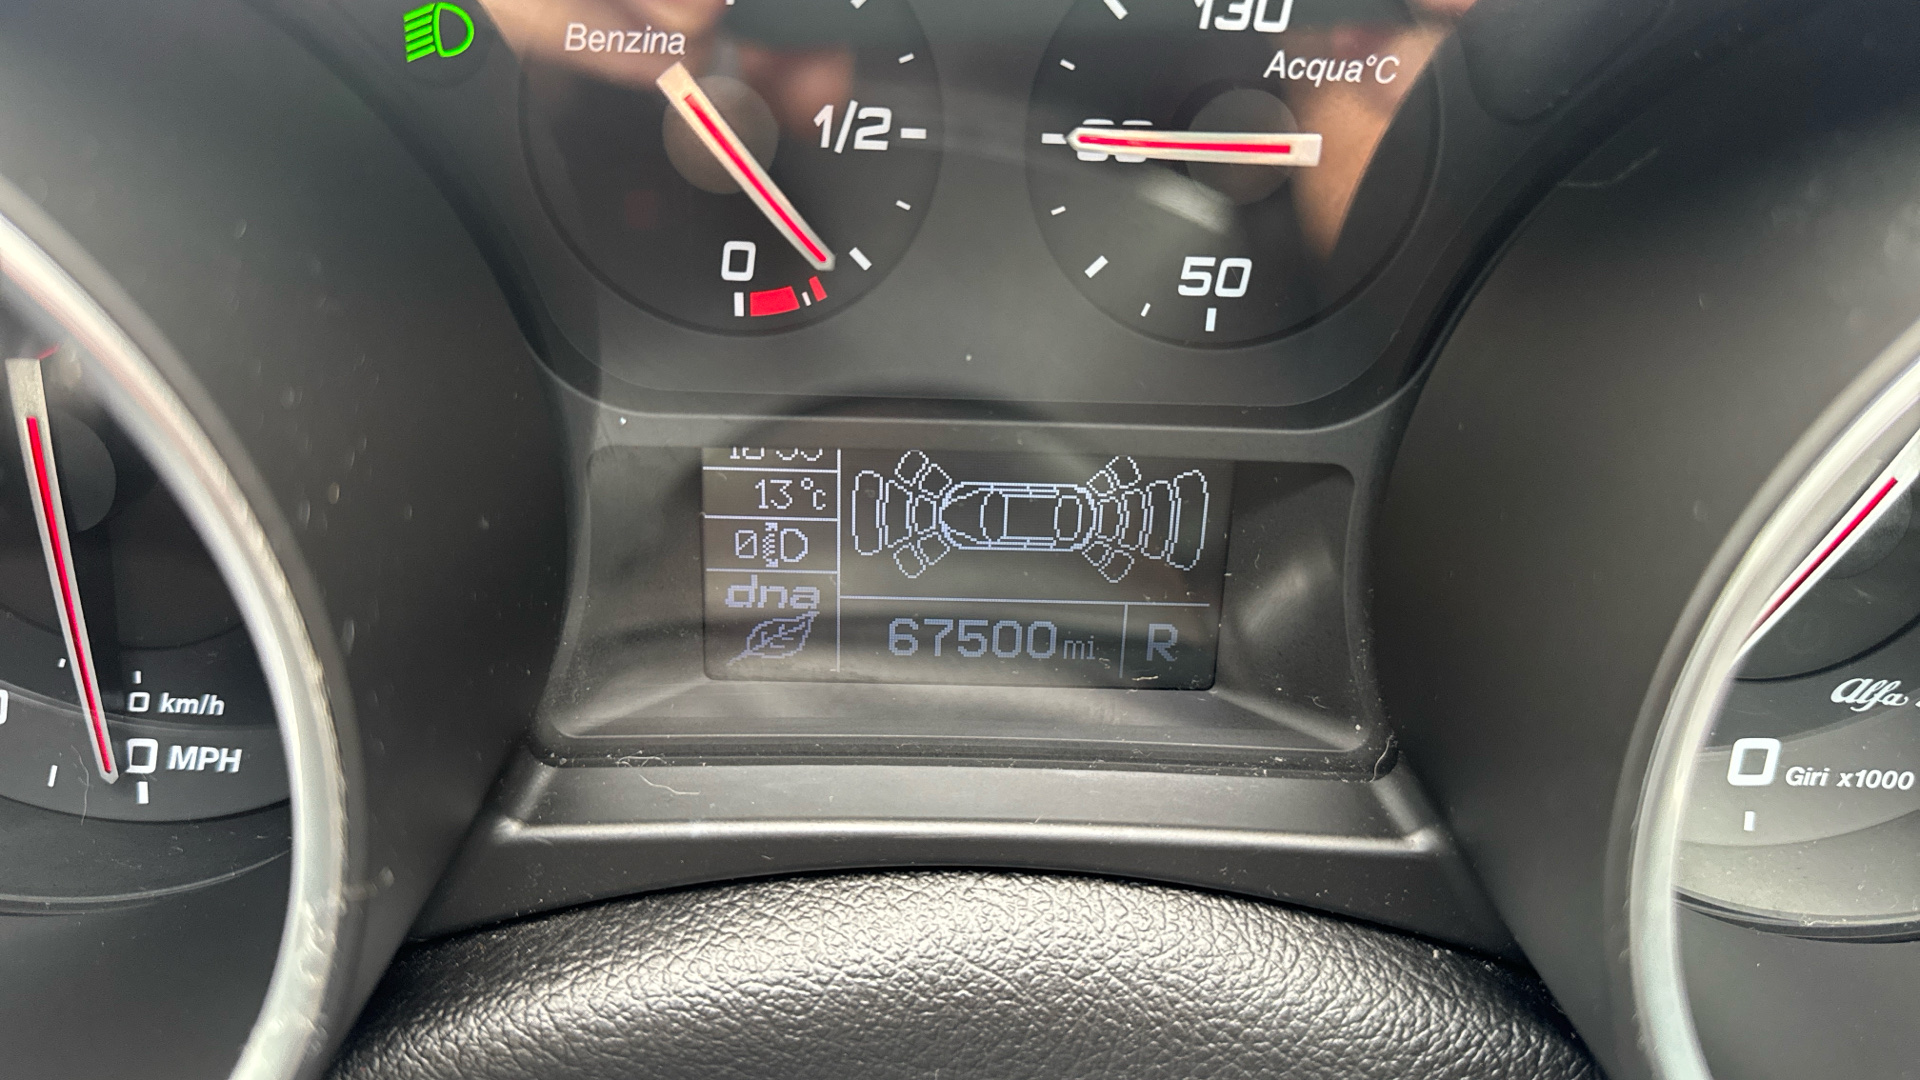 130
Benzina
Acqua°C
1/2
0
50
13°c
0
dna
67500mi
R
0 km/h
0 MPH
Alfa
0 Giri x1000